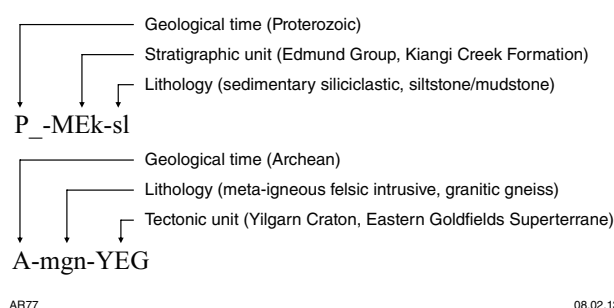 Geological time (Proterozoic)
Stratigraphic unit (Edmund Group, Kiangi Creek Formation)
Lithology (sedimentary siliciclastic, siltstone/mudstone)
P_-MEk-sl
Geological time (Archean)
Lithology (meta-igneous felsic intrusive, granitic gneiss)
Tectonic unit (Yilgarn Craton, Eastern Goldfields Superterrane)
A-mgn-YEG
AR77 08.02.13